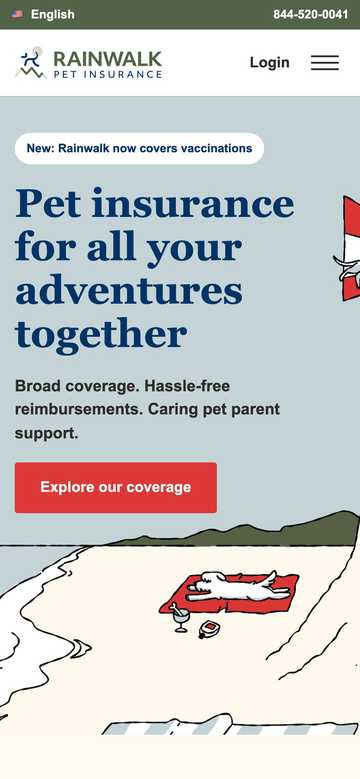 English
844-520-0041
RAINWALK
PET INSURANCE
Login
New: Rainwalk now covers vaccinations
Pet insurance
for all your
adventures
together
Broad coverage. Hassle-free
reimbursements. Caring pet parent
support.
Explore our coverage